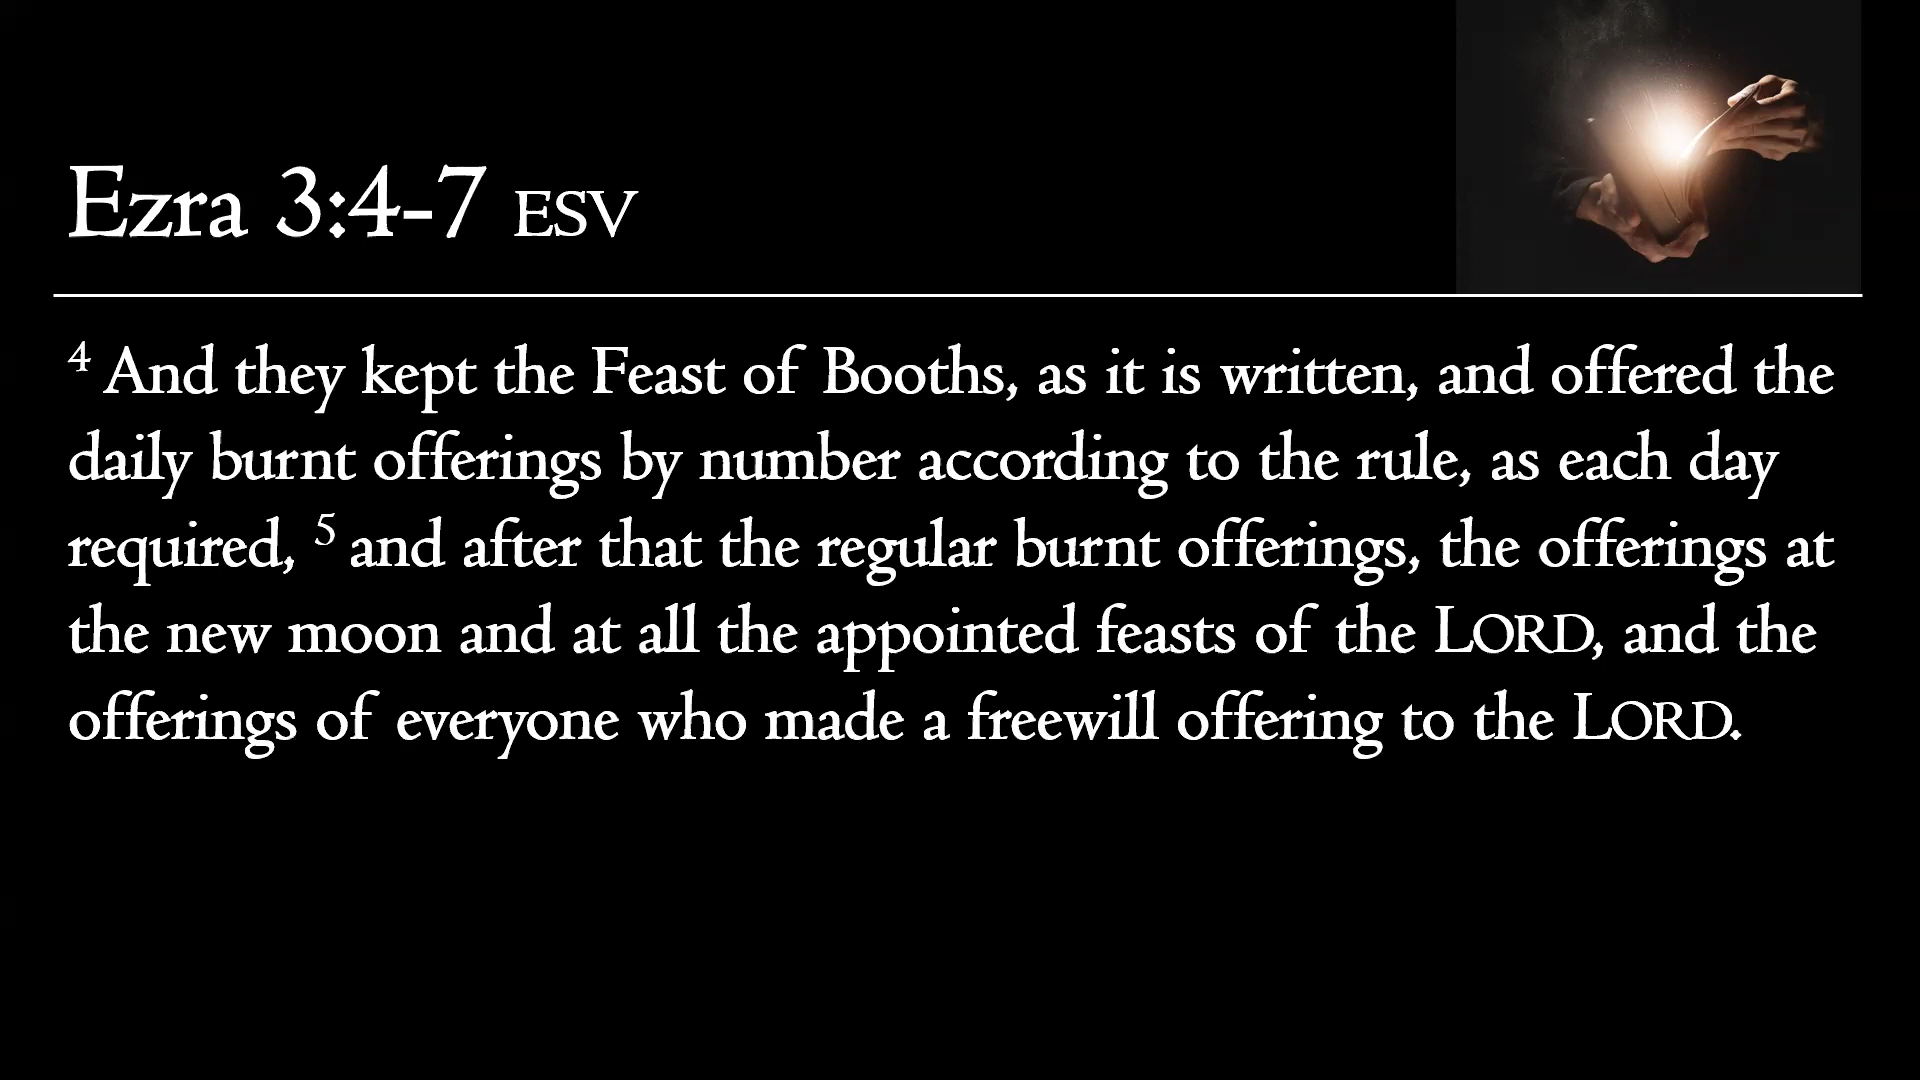 Ezra 3:4-7 ESV
4 And they kept the Feast of Booths, as it is written, and offered the
daily burnt offerings by number according to the rule, as each day
required, 5 and after that the regular burnt offerings, the offerings at
the new moon and at all the appointed feasts of the LORD, and the
offerings of everyone who made a freewill offering to the LORD.